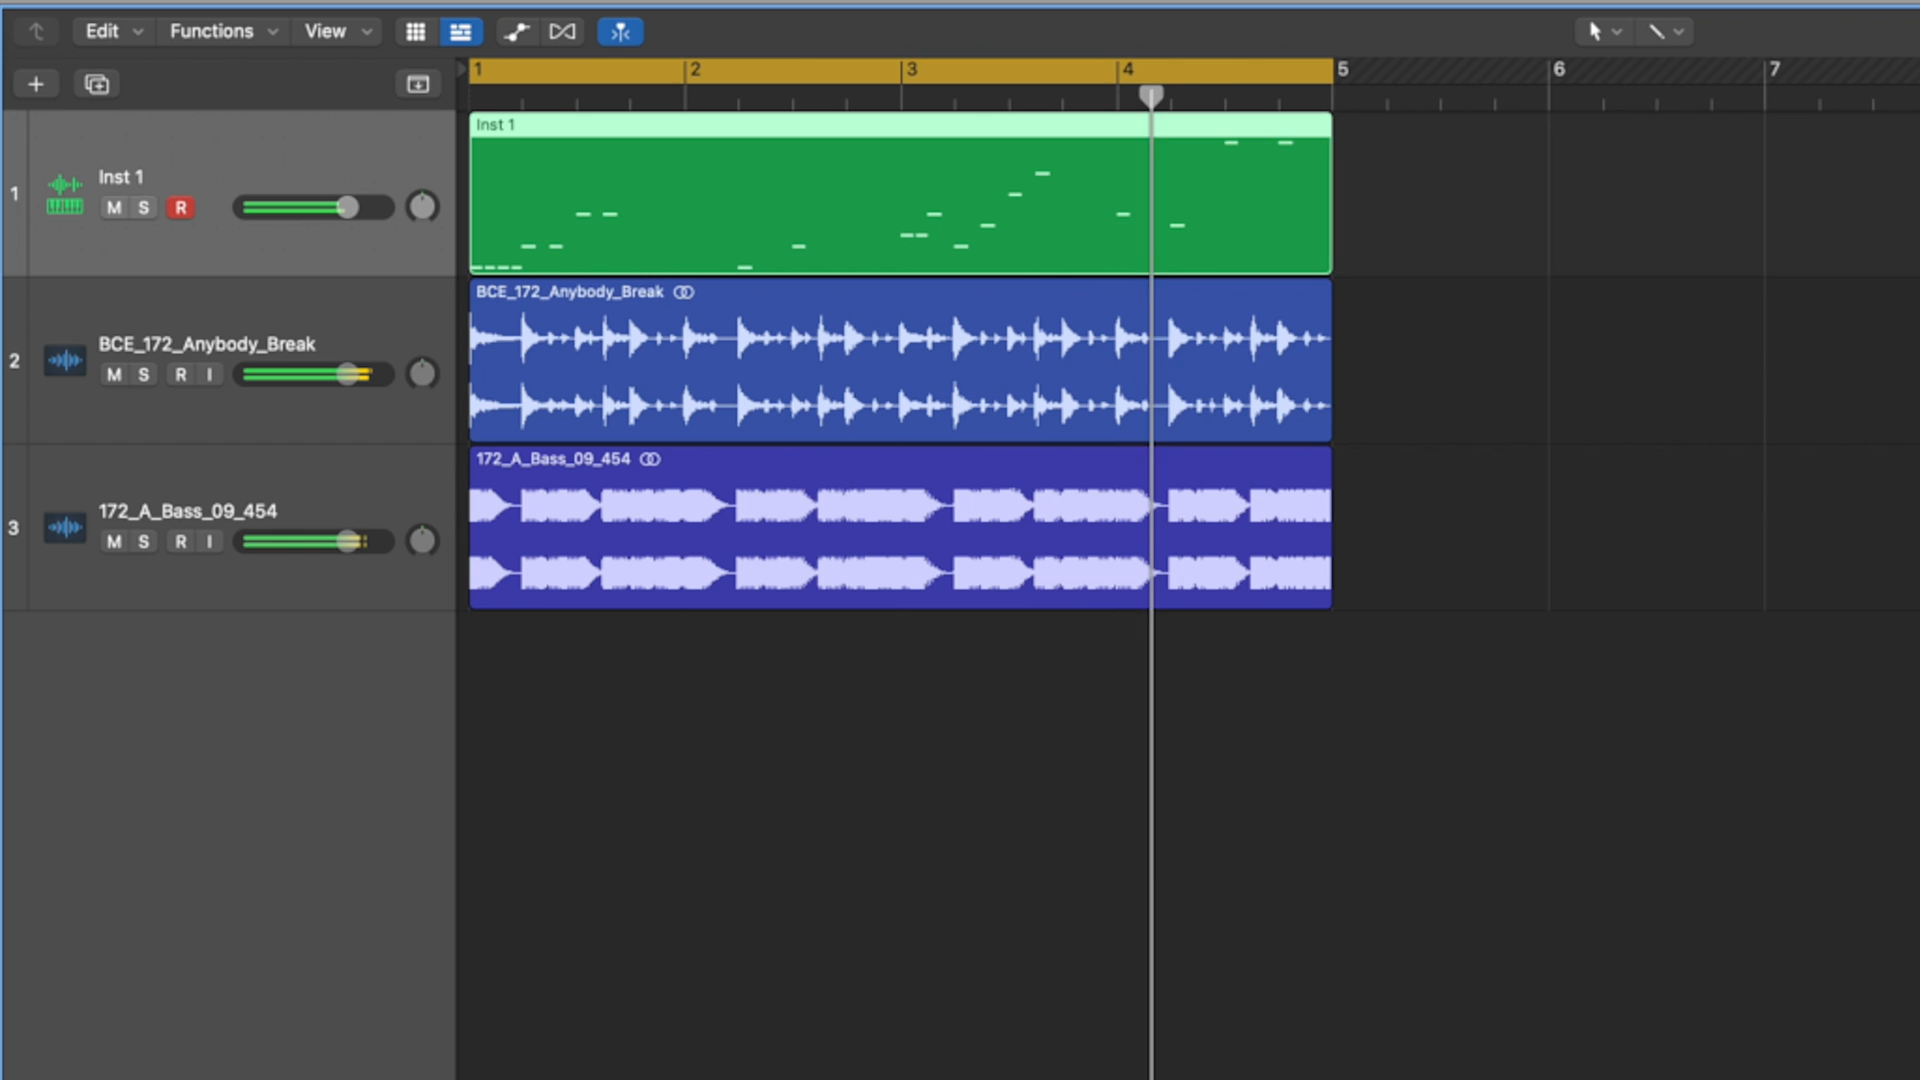 Edit Functions View
1 2 3 4 5 6 7
Inst 1
1
Inst 1
M S R
BCE_172_Anybody_Break
2
BCE_172_Anybody_Break
M S R I
172_A_Bass_09_454
3
172_A_Bass_09_454
M S R I